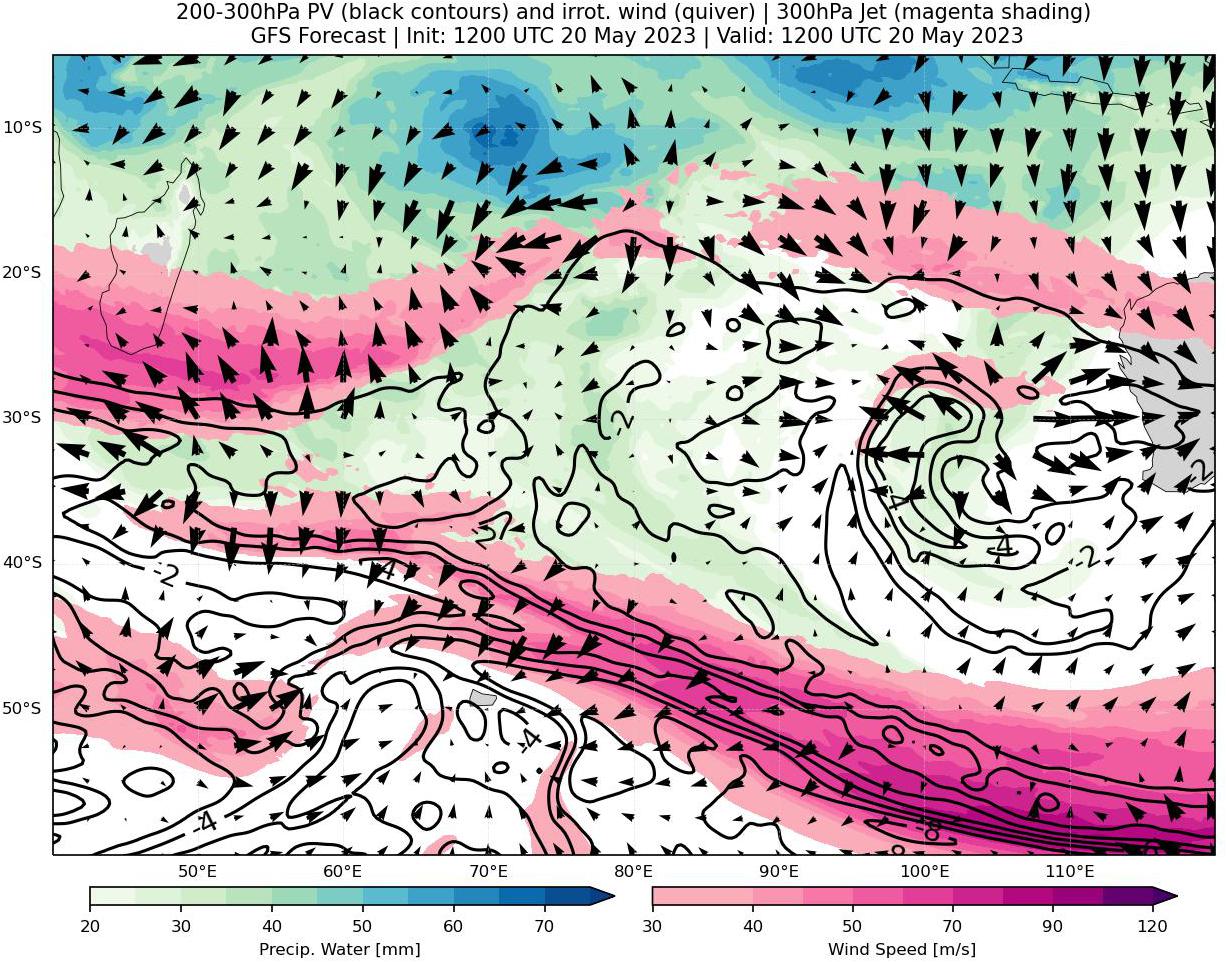 200-300hPa PV (black contours) and irrot. wind (quiver) | 300hPa Jet (magenta shading)
GFS Forecast | Init: 1200 UTC 20 May 2023 | Valid: 1200 UTC 20 May 2023
10°S
20°S
-2
30°S
-2
-4
-2
-4
-2
40°S
-4
-2
50°S
-4
-4
-8
50°E 60°E 70°E 80°E 90°E 100°E 110°E
20 30 40 50 60 70
30 40 50 70 90 120
Precip. Water [mm]
Wind Speed [m/s]